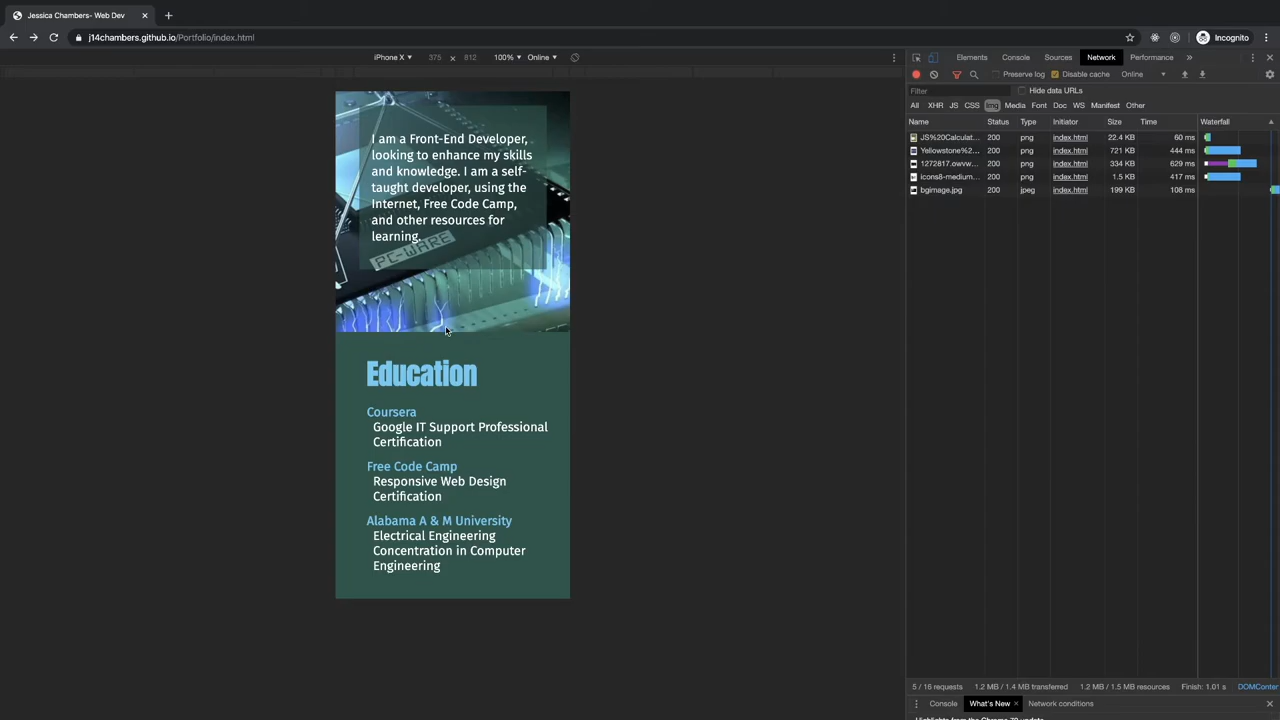 Jessica Chambers- Web Dev
j14chambers.github.io/Portfolio/index.html
Incognito
iPhone X ▾ 375 × 812 100% ▾ Online ▾
Elements Console Sources Network Performance »
Preserve log Disable cache Online ▾
Filter Hide data URLs
All XHR JS CSS Img Media Font Doc WS Manifest Other
Name Status Type Initiator Size Time Waterfall
JS%20Calculat... 200 png index.html 22.4 KB 60 ms
Yellowstone%2... 200 png index.html 721 KB 444 ms
1272817.owvw... 200 png index.html 334 KB 629 ms
icons8-medium... 200 png index.html 1.5 KB 417 ms
bgimage.jpg 200 jpeg index.html 199 KB 108 ms
I am a Front-End Developer,
looking to enhance my skills
and knowledge. I am a self-
taught developer, using the
Internet, Free Code Camp,
and other resources for
learning.
PC-WARE
Education
Coursera
Google IT Support Professional
Certification
Free Code Camp
Responsive Web Design
Certification
Alabama A & M University
Electrical Engineering
Concentration in Computer
Engineering
5 / 16 requests 1.2 MB / 1.4 MB transferred 1.2 MB / 1.5 MB resources Finish: 1.01 s DOMConter
Console What's New × Network conditions
Highlights from the Chrome 79 update